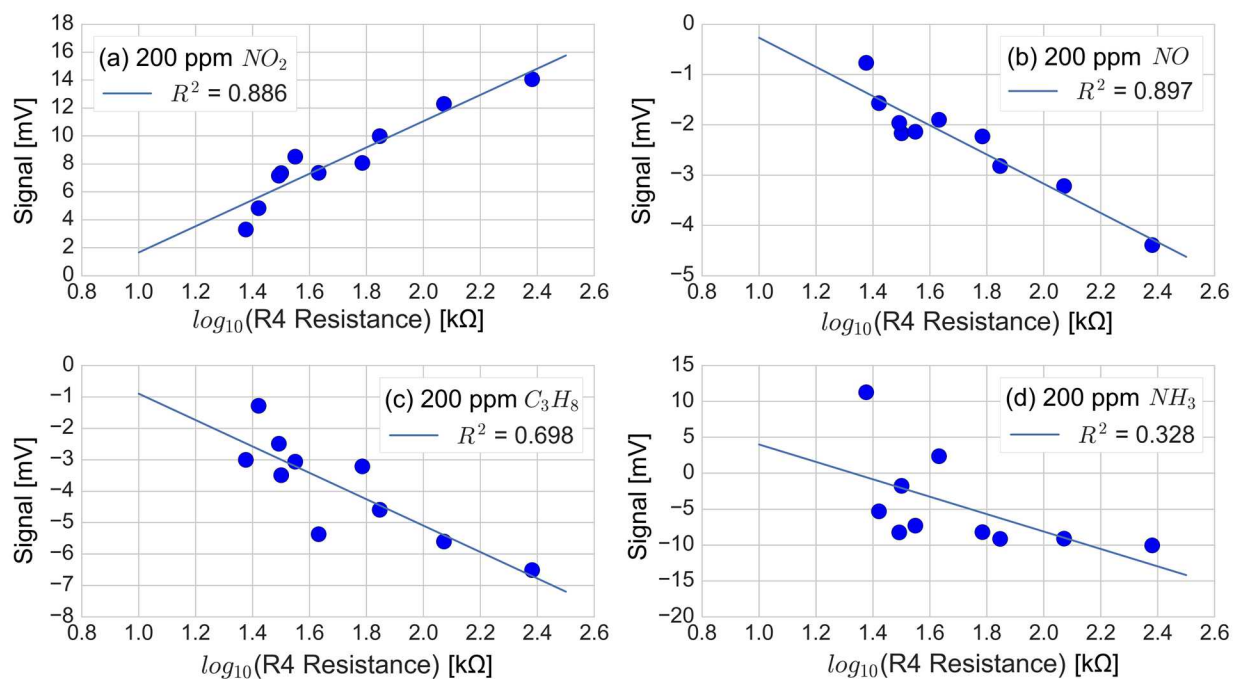 18
16
14
12
10
8
6
4
2
0
Signal [mV]
(a) 200 ppm NO₂
R² = 0.886
0.8 1.0 1.2 1.4 1.6 1.8 2.0 2.2 2.4 2.6
log₁₀(R4 Resistance) [kΩ]
0
−1
−2
−3
−4
−5
Signal [mV]
(b) 200 ppm NO
R² = 0.897
0.8 1.0 1.2 1.4 1.6 1.8 2.0 2.2 2.4 2.6
log₁₀(R4 Resistance) [kΩ]
0
−1
−2
−3
−4
−5
−6
−7
−8
Signal [mV]
(c) 200 ppm C₃H₈
R² = 0.698
0.8 1.0 1.2 1.4 1.6 1.8 2.0 2.2 2.4 2.6
log₁₀(R4 Resistance) [kΩ]
15
10
5
0
−5
−10
−15
−20
Signal [mV]
(d) 200 ppm NH₃
R² = 0.328
0.8 1.0 1.2 1.4 1.6 1.8 2.0 2.2 2.4 2.6
log₁₀(R4 Resistance) [kΩ]